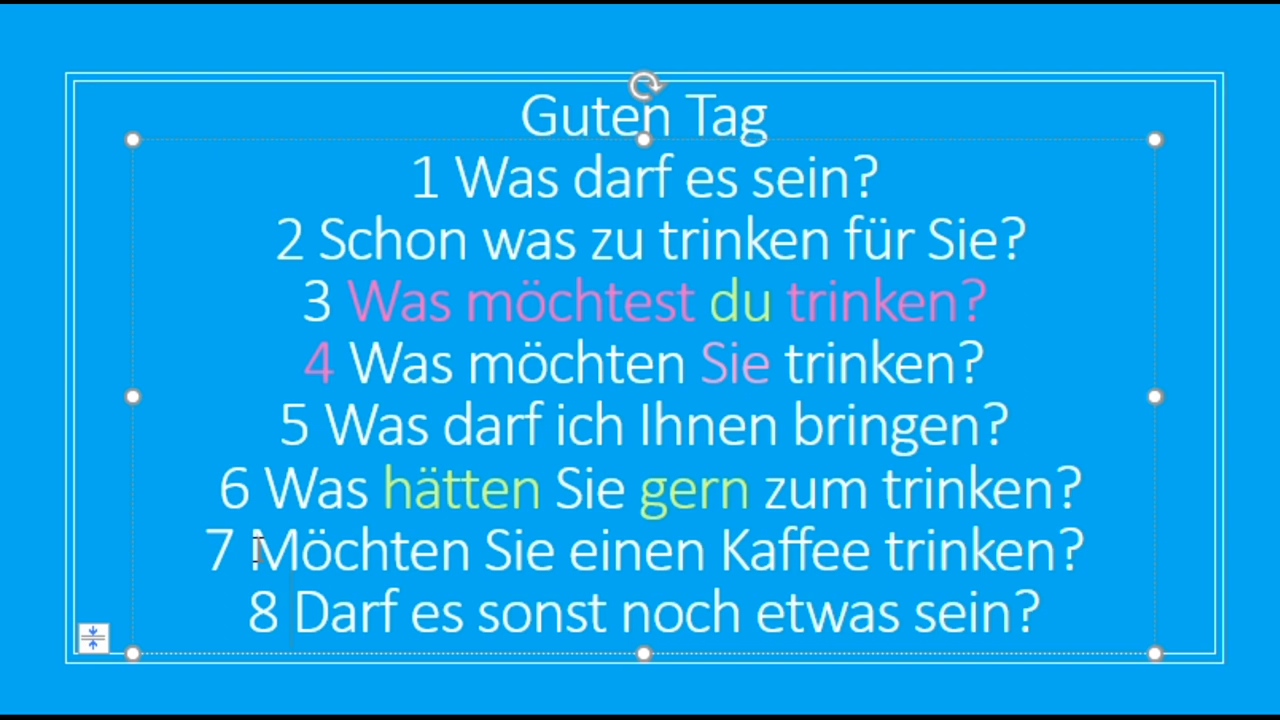 Guten Tag
1 Was darf es sein?
2 Schon was zu trinken für Sie?
3 Was möchtest du trinken?
4 Was möchten Sie trinken?
5 Was darf ich Ihnen bringen?
6 Was hätten Sie gern zum trinken?
7 Möchten Sie einen Kaffee trinken?
8 Darf es sonst noch etwas sein?